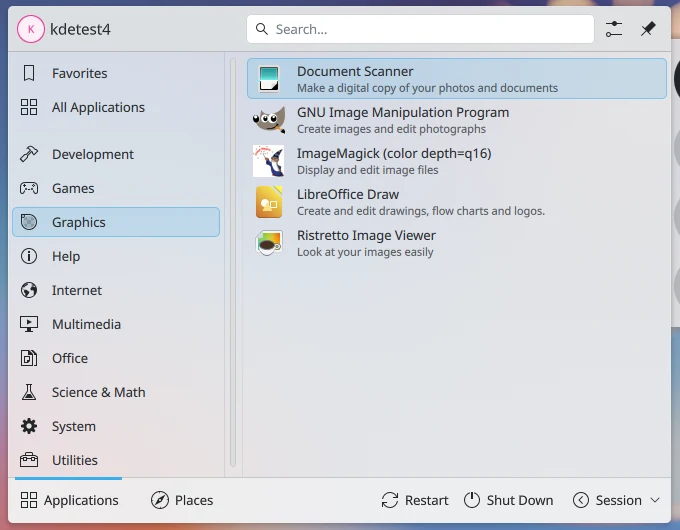 K
kdetest4
Search...
Favorites
All Applications
Development
Games
Graphics
Help
Internet
Multimedia
Office
Science & Math
System
Utilities
Document Scanner
Make a digital copy of your photos and documents
GNU Image Manipulation Program
Create images and edit photographs
ImageMagick (color depth=q16)
Display and edit image files
LibreOffice Draw
Create and edit drawings, flow charts and logos.
Ristretto Image Viewer
Look at your images easily
Applications
Places
Restart
Shut Down
Session